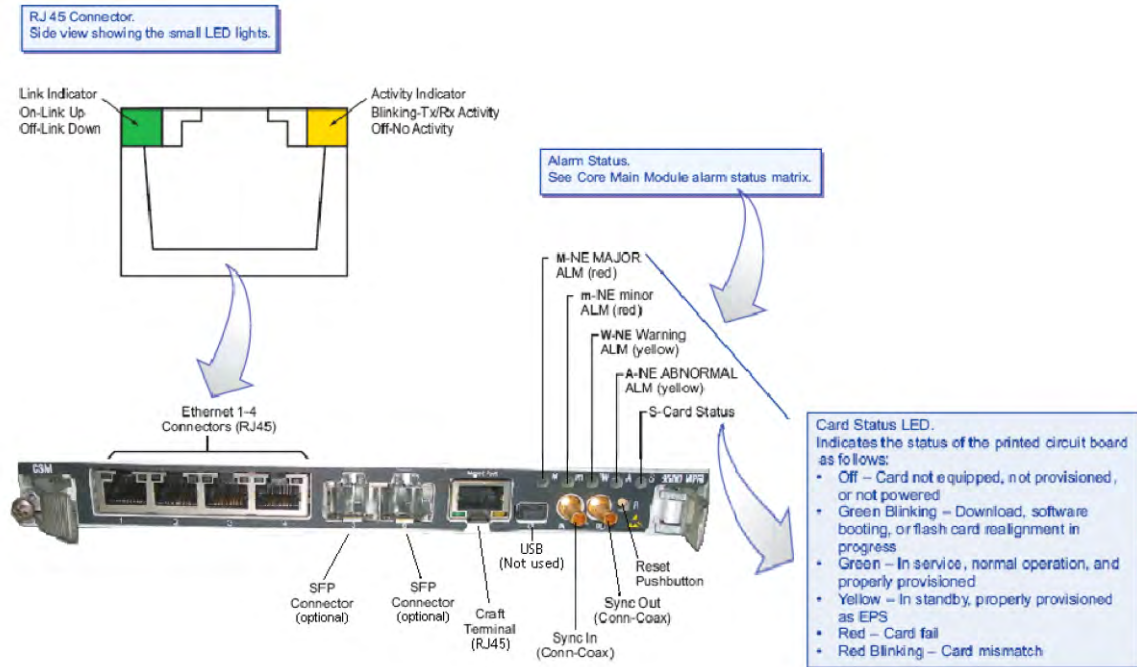 RJ 45 Connector.
Side view showing the small LED lights.
Link Indicator
On-Link Up
Off-Link Down
Activity Indicator
Blinking-Tx/Rx Activity
Off-No Activity
Alarm Status.
See Core Main Module alarm status matrix.
M-NE MAJOR
ALM (red)
m-NE minor
ALM (red)
W-NE Warning
ALM (yellow)
A-NE ABNORMAL
ALM (yellow)
S-Card Status
Ethernet 1-4
Connectors (RJ45)
Card Status LED.
Indicates the status of the printed circuit board
as follows:
• Off – Card not equipped, not provisioned,
or not powered
• Green Blinking – Download, software
booting, or flash card realignment in
progress
• Green – In service, normal operation, and
properly provisioned
• Yellow – In standby, properly provisioned
as EPS
• Red – Card fail
• Red Blinking – Card mismatch
CSM
M m W A S
R
1 2 3 4
USB
(Not used)
Reset
Pushbutton
SFP
Connector
(optional)
SFP
Connector
(optional)
Craft
Terminal
(RJ45)
Sync Out
(Conn-Coax)
Sync In
(Conn-Coax)